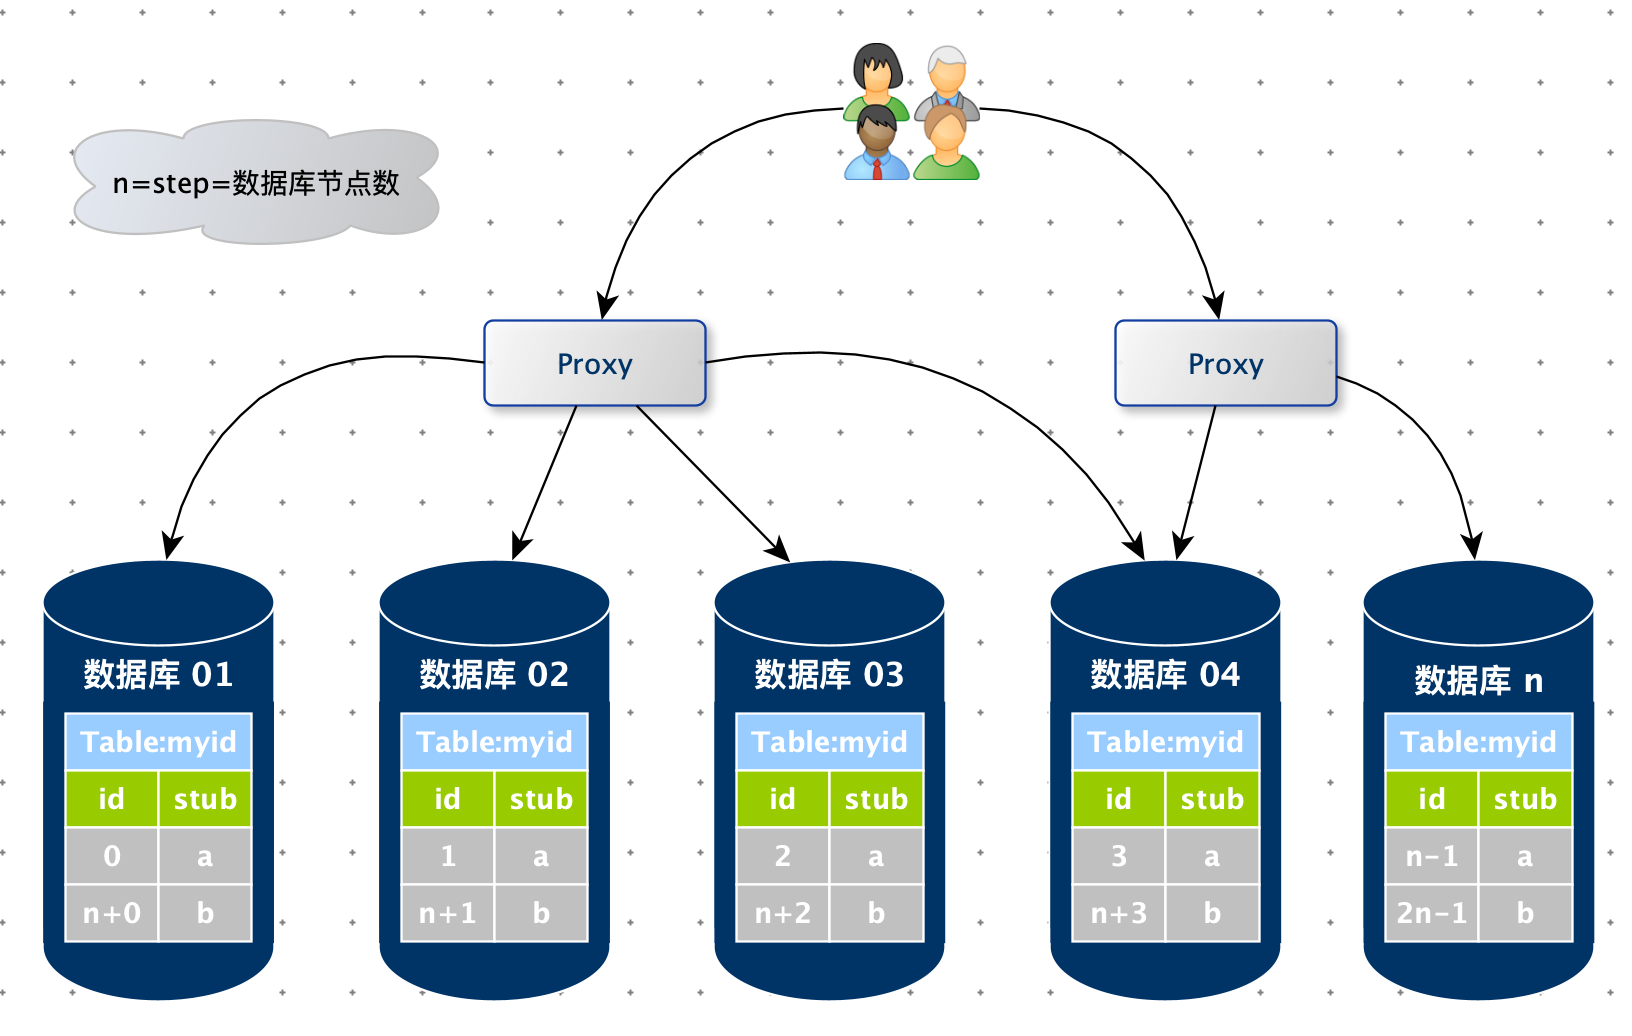 n=step=数据库节点数
Proxy
Proxy
数据库 01
Table:myid
id stub
0 a
n+0 b
数据库 02
Table:myid
id stub
1 a
n+1 b
数据库 03
Table:myid
id stub
2 a
n+2 b
数据库 04
Table:myid
id stub
3 a
n+3 b
数据库 n
Table:myid
id stub
n-1 a
2n-1 b